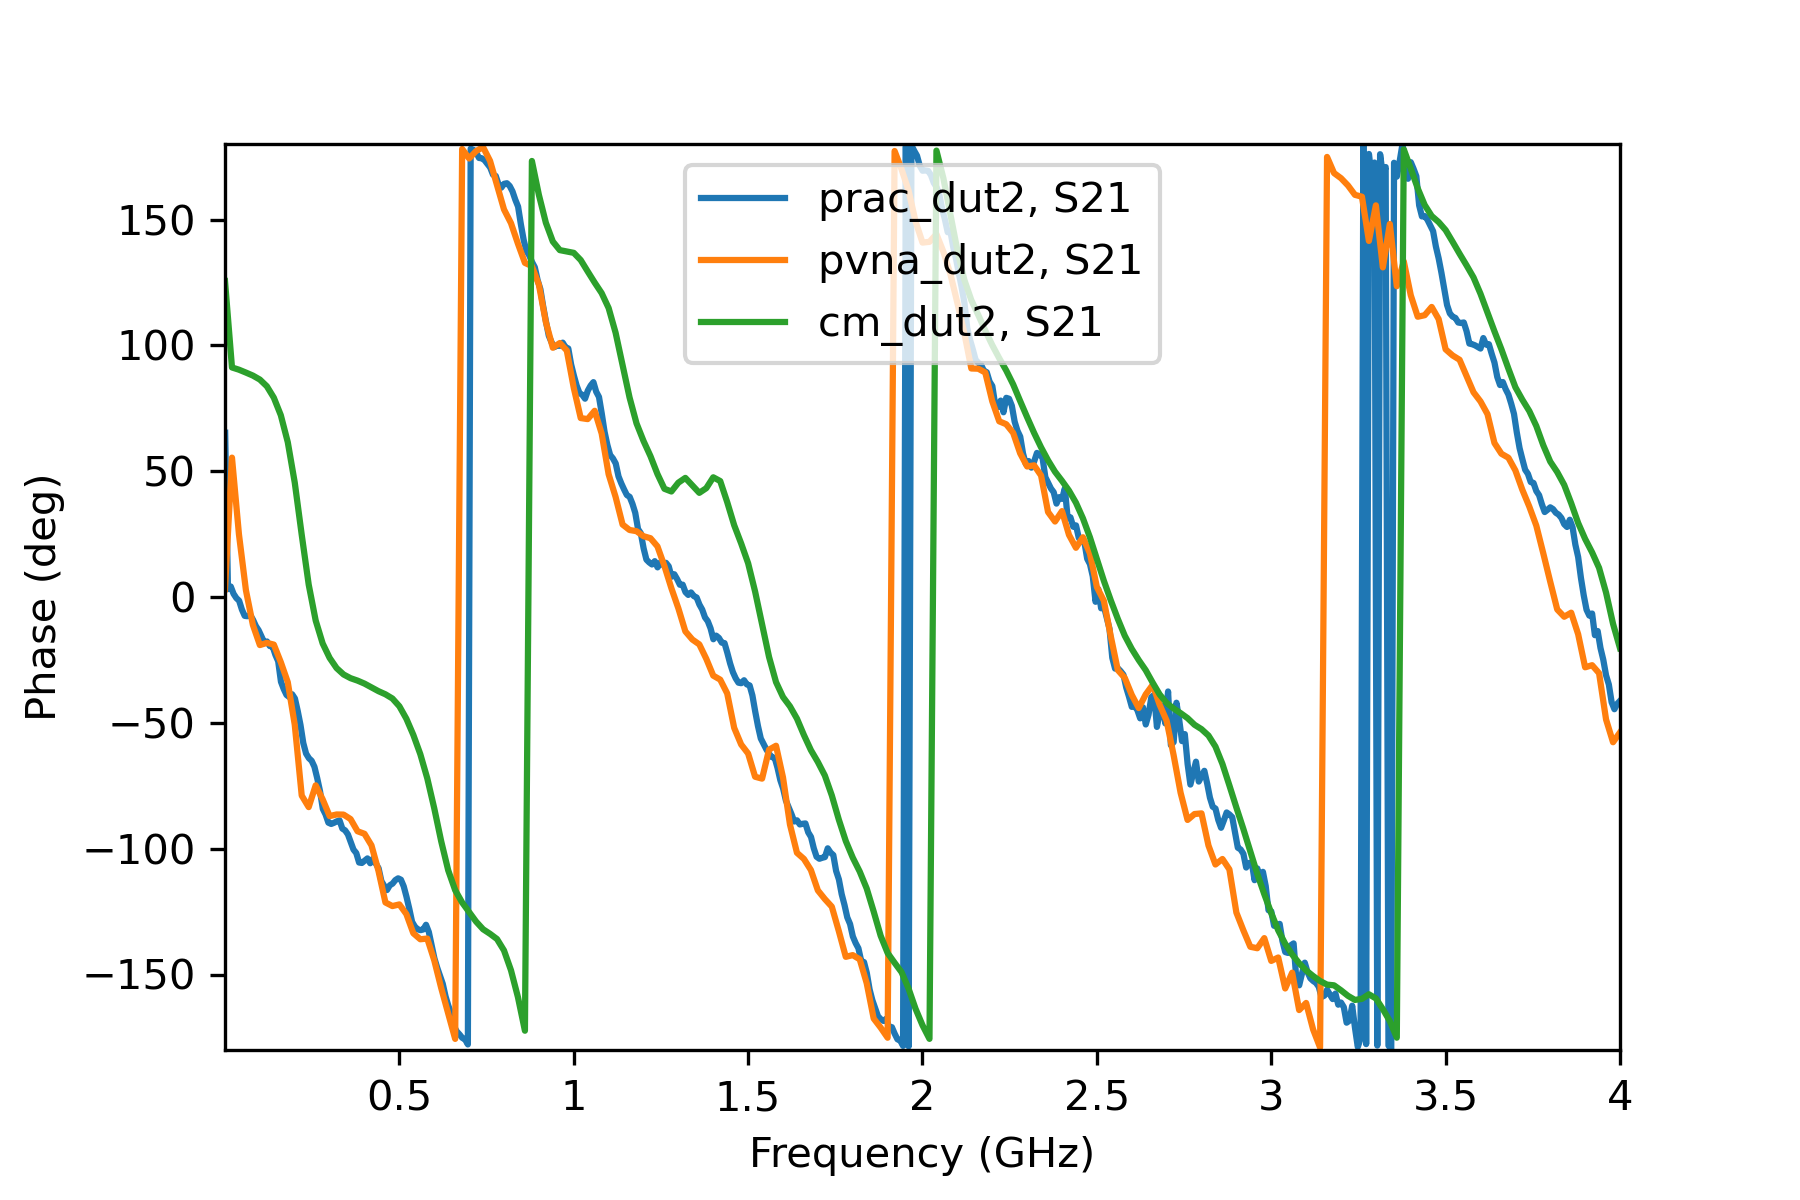 prac_dut2, S21
pvna_dut2, S21
cm_dut2, S21
Phase (deg)
150
100
50
0
−50
−100
−150
0.5 1 1.5 2 2.5 3 3.5 4
Frequency (GHz)